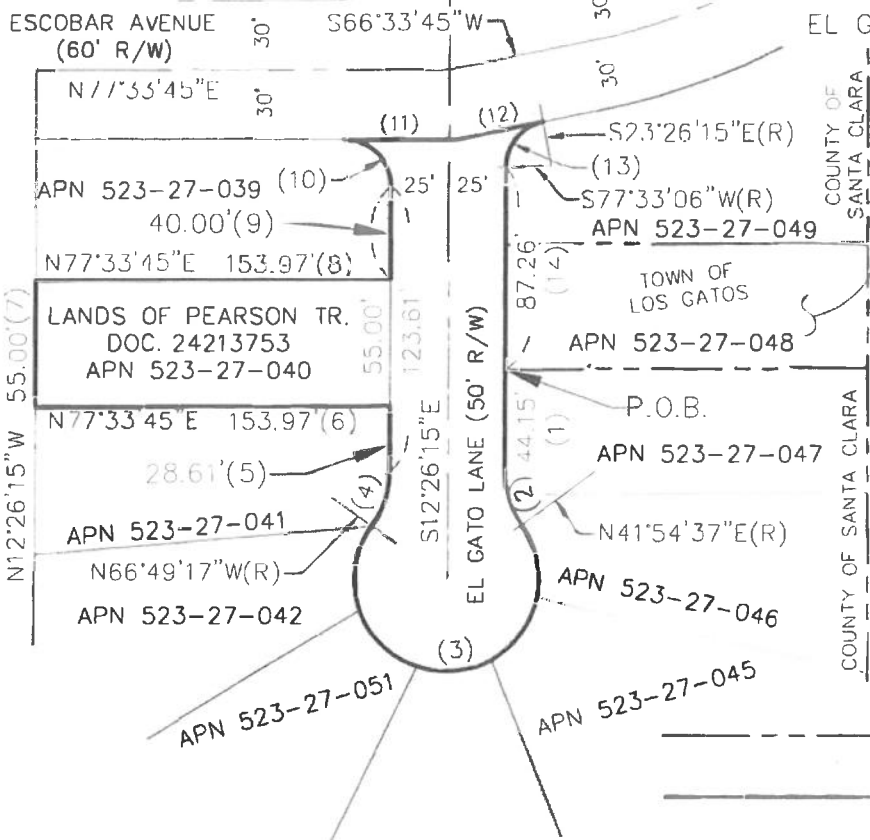 ESCOBAR AVENUE
(60' R/W)
30'
S66°33'45"W
30'
EL G
N77°33'45"E
30'
30'
(11)
(12)
S23°26'15"E(R)
(13)
COUNTY OF
SANTA CLARA
APN 523-27-039
(10)
25'
25'
S77°33'06"W(R)
40.00'(9)
APN 523-27-049
N77°33'45"E 153.97'(8)
87.26'
(14)
TOWN OF
LOS GATOS
55.00'(7)
LANDS OF PEARSON TR.
DOC. 24213753
APN 523-27-040
55.00'
123.61'
APN 523-27-048
EL GATO LANE (50' R/W)
P.O.B.
N77°33'45"E 153.97'(6)
44.15'
(1)
S12°26'15"E
APN 523-27-047
28.61'(5)
(4)
(2)
N12°26'15"W
APN 523-27-041
N41°54'37"E(R)
N66°49'17"W(R)
COUNTY OF SANTA CLARA
APN 523-27-042
APN 523-27-046
(3)
APN 523-27-051
APN 523-27-045